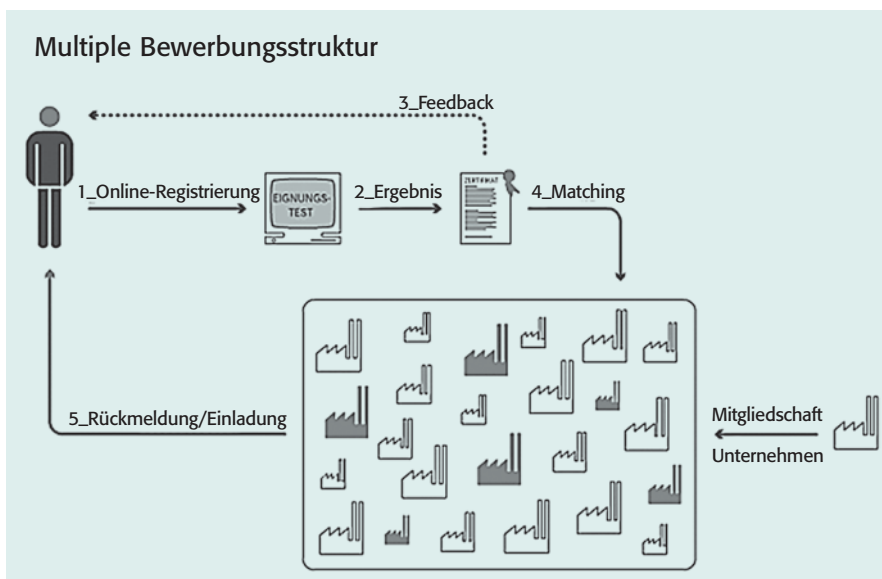 Multiple Bewerbungsstruktur
3_Feedback
1_Online-Registrierung
EIGNUNGS-
TEST
2_Ergebnis
ZERTIFIKAT
4_Matching
5_Rückmeldung/Einladung
Mitgliedschaft
Unternehmen